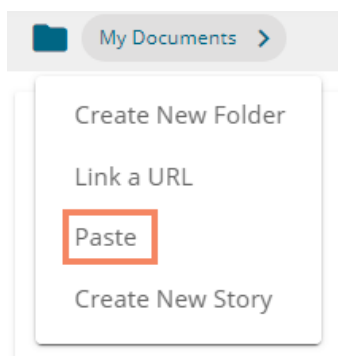 My Documents
Create New Folder
Link a URL
Paste
Create New Story